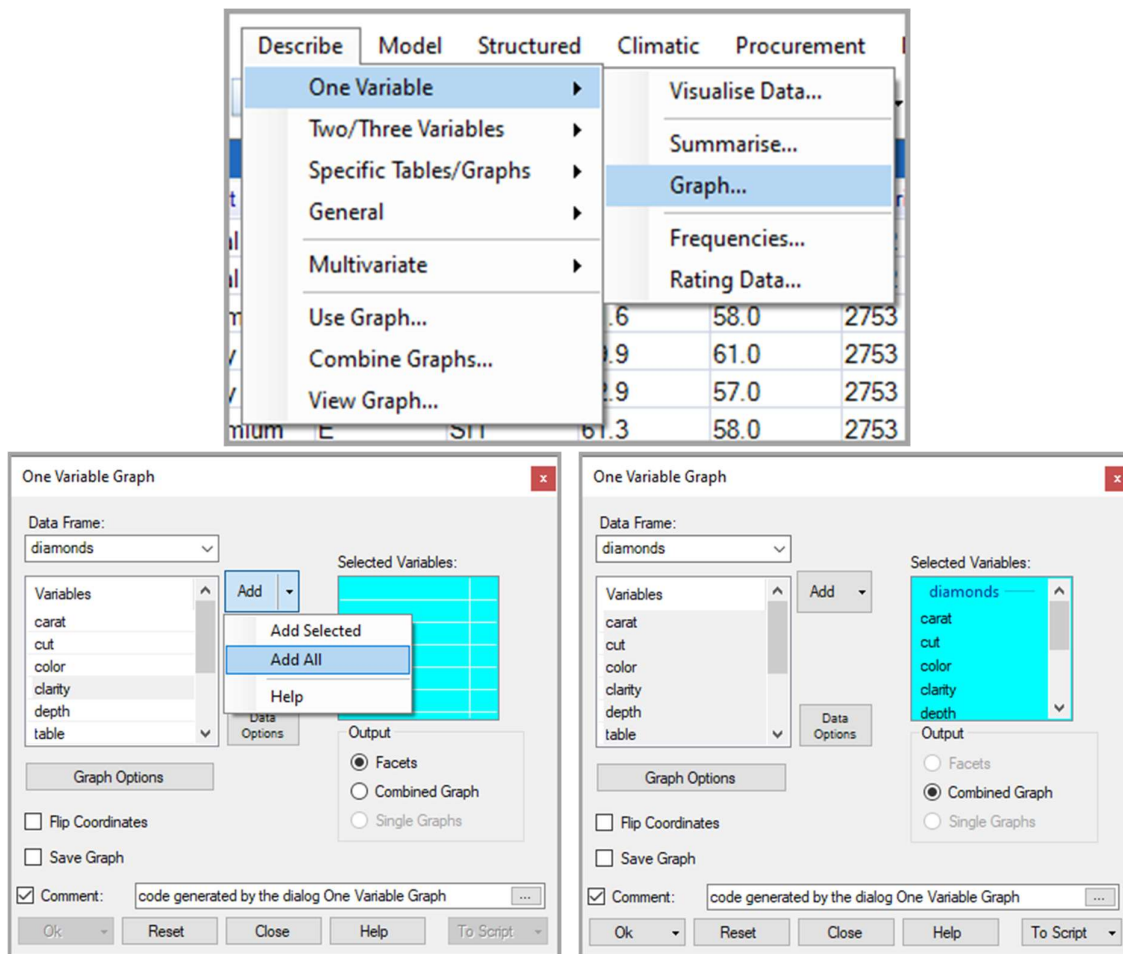 Describe Model Structured Climatic Procurement
One Variable
Visualise Data...
Two/Three Variables
Summarise...
Specific Tables/Graphs
Graph...
General
Frequencies...
Multivariate
Rating Data...
Use Graph...
.6 58.0 2753
Combine Graphs...
.9 61.0 2753
View Graph...
.9 57.0 2753
mium E SI1 61.3 58.0 2753
One Variable Graph x
Data Frame:
diamonds
Selected Variables:
Variables
Add
carat
cut
Add Selected
color
Add All
clarity
Help
depth
Data
Options
table
Output
Facets
Graph Options
Combined Graph
Single Graphs
Flip Coordinates
Save Graph
Comment: code generated by the dialog One Variable Graph ...
Ok Reset Close Help To Script
One Variable Graph x
Data Frame:
diamonds
Selected Variables:
Variables
Add
diamonds
carat
carat
cut
cut
color
color
clarity
clarity
depth
depth
table
Data
Options
Output
Facets
Graph Options
Combined Graph
Single Graphs
Flip Coordinates
Save Graph
Comment: code generated by the dialog One Variable Graph ...
Ok Reset Close Help To Script